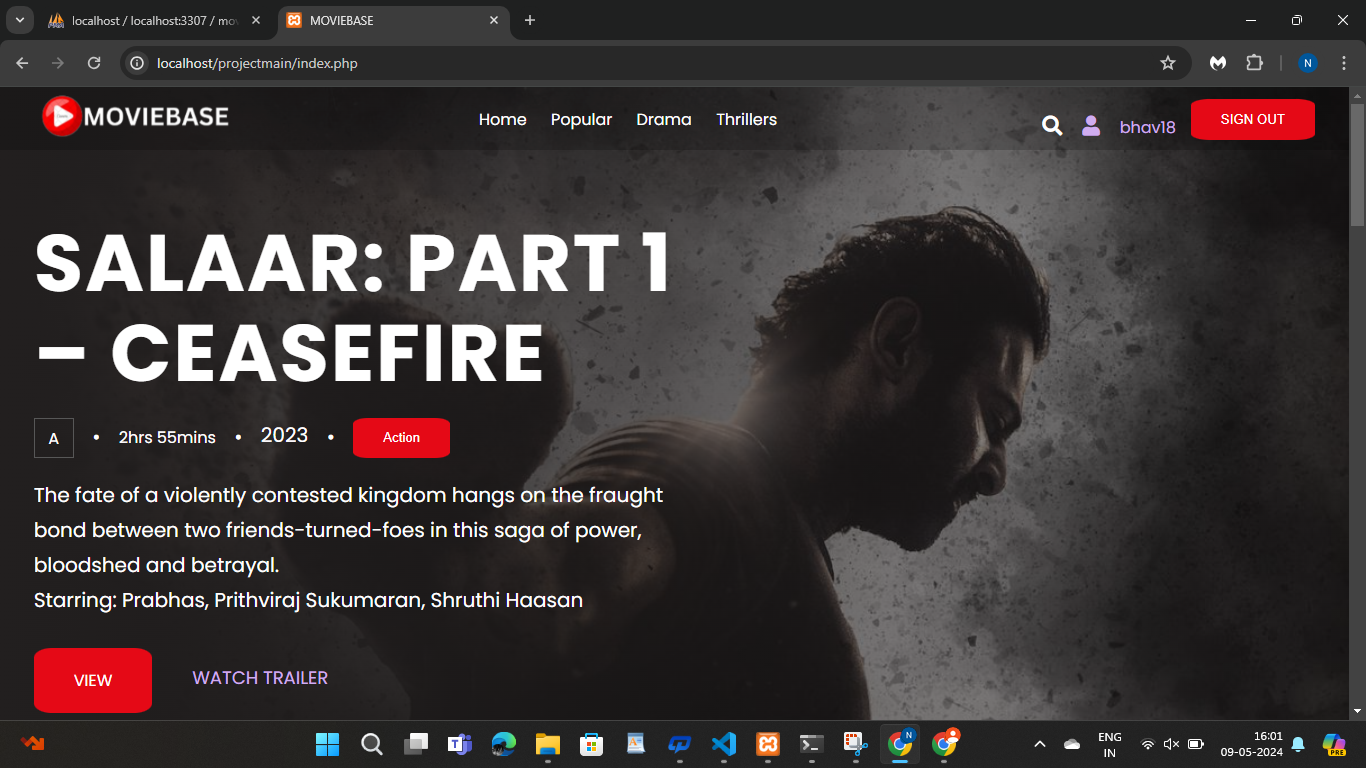 localhost / localhost:3307 / mov
MOVIEBASE
localhost/projectmain/index.php
N
MOVIEBASE
Home Popular Drama Thrillers
bhav18
SIGN OUT
SALAAR: PART 1
– CEASEFIRE
A • 2hrs 55mins • 2023 • Action
The fate of a violently contested kingdom hangs on the fraught
bond between two friends-turned-foes in this saga of power,
bloodshed and betrayal.
Starring: Prabhas, Prithviraj Sukumaran, Shruthi Haasan
VIEW
WATCH TRAILER
N
ENG
IN
16:01
09-05-2024
PRE